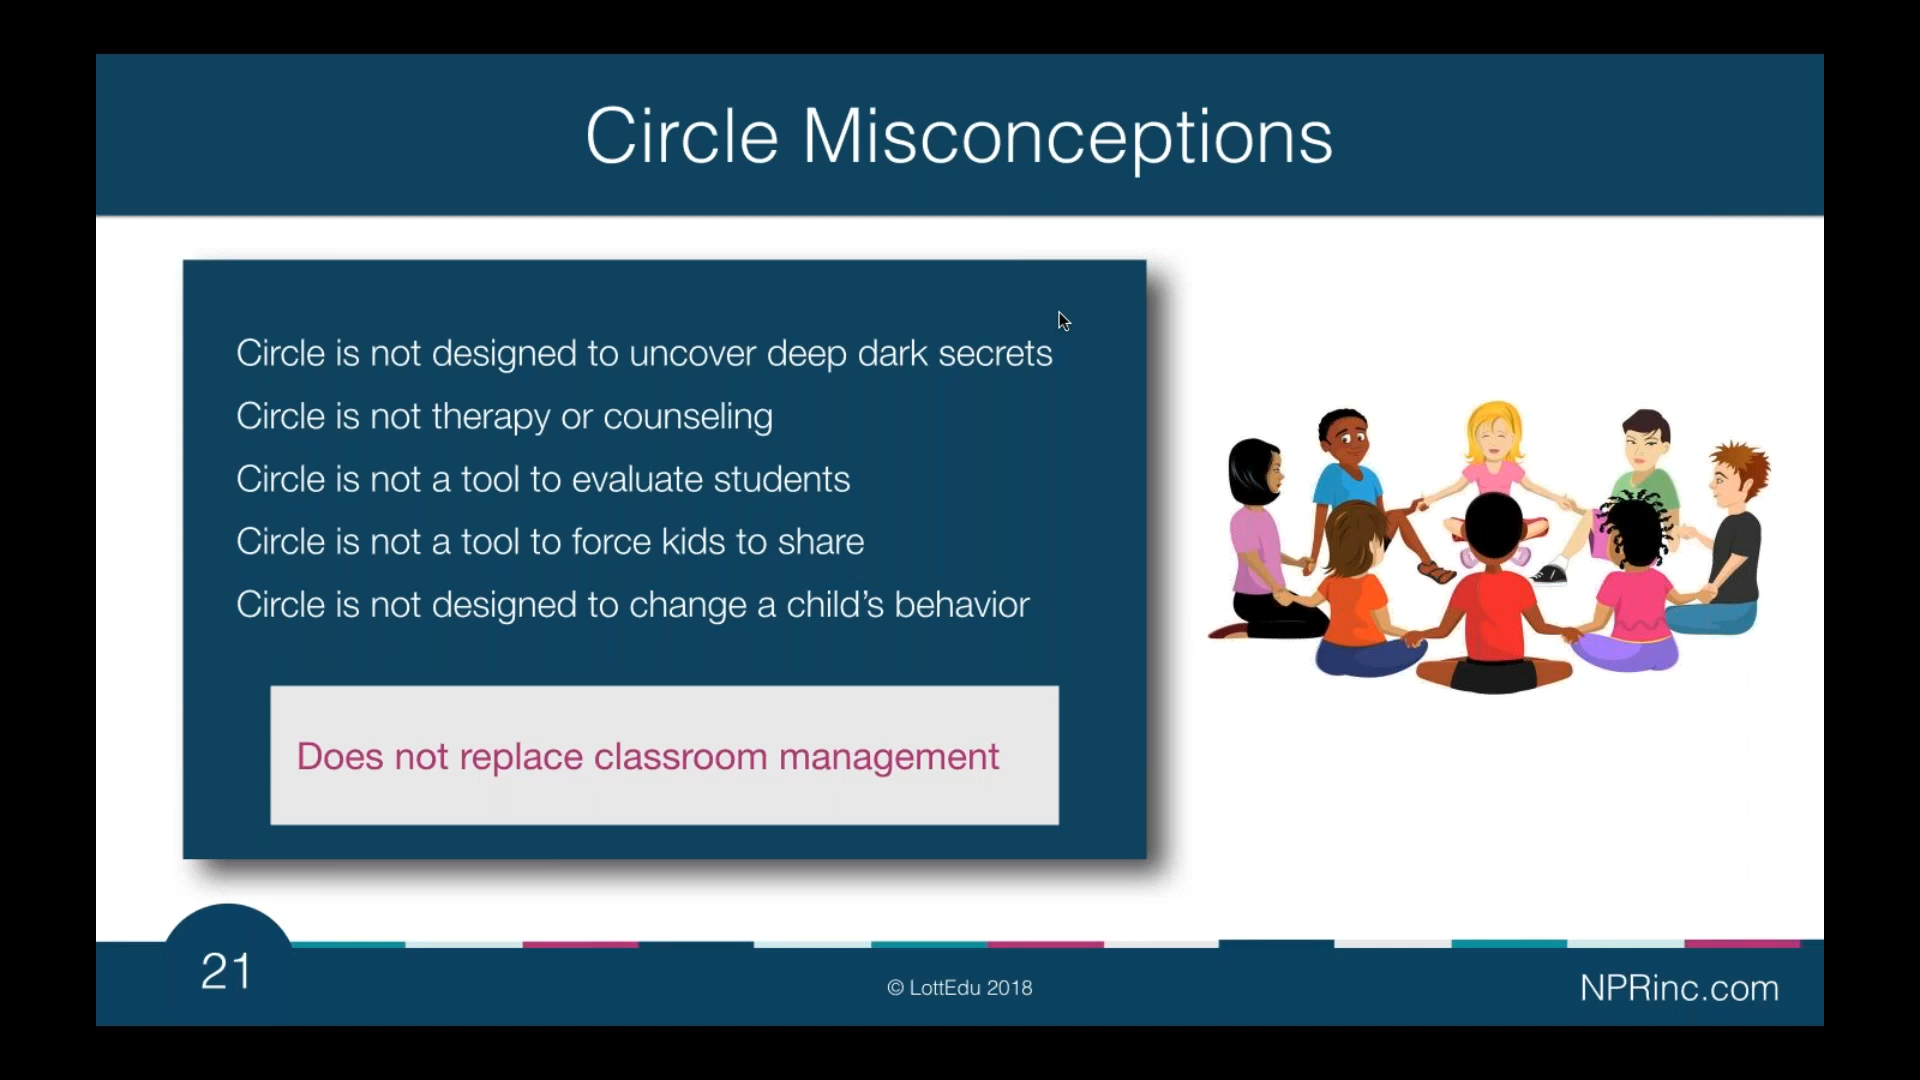 Circle Misconceptions
Circle is not designed to uncover deep dark secrets
Circle is not therapy or counseling
Circle is not a tool to evaluate students
Circle is not a tool to force kids to share
Circle is not designed to change a child’s behavior
Does not replace classroom management
21
© LottEdu 2018
NPRinc.com